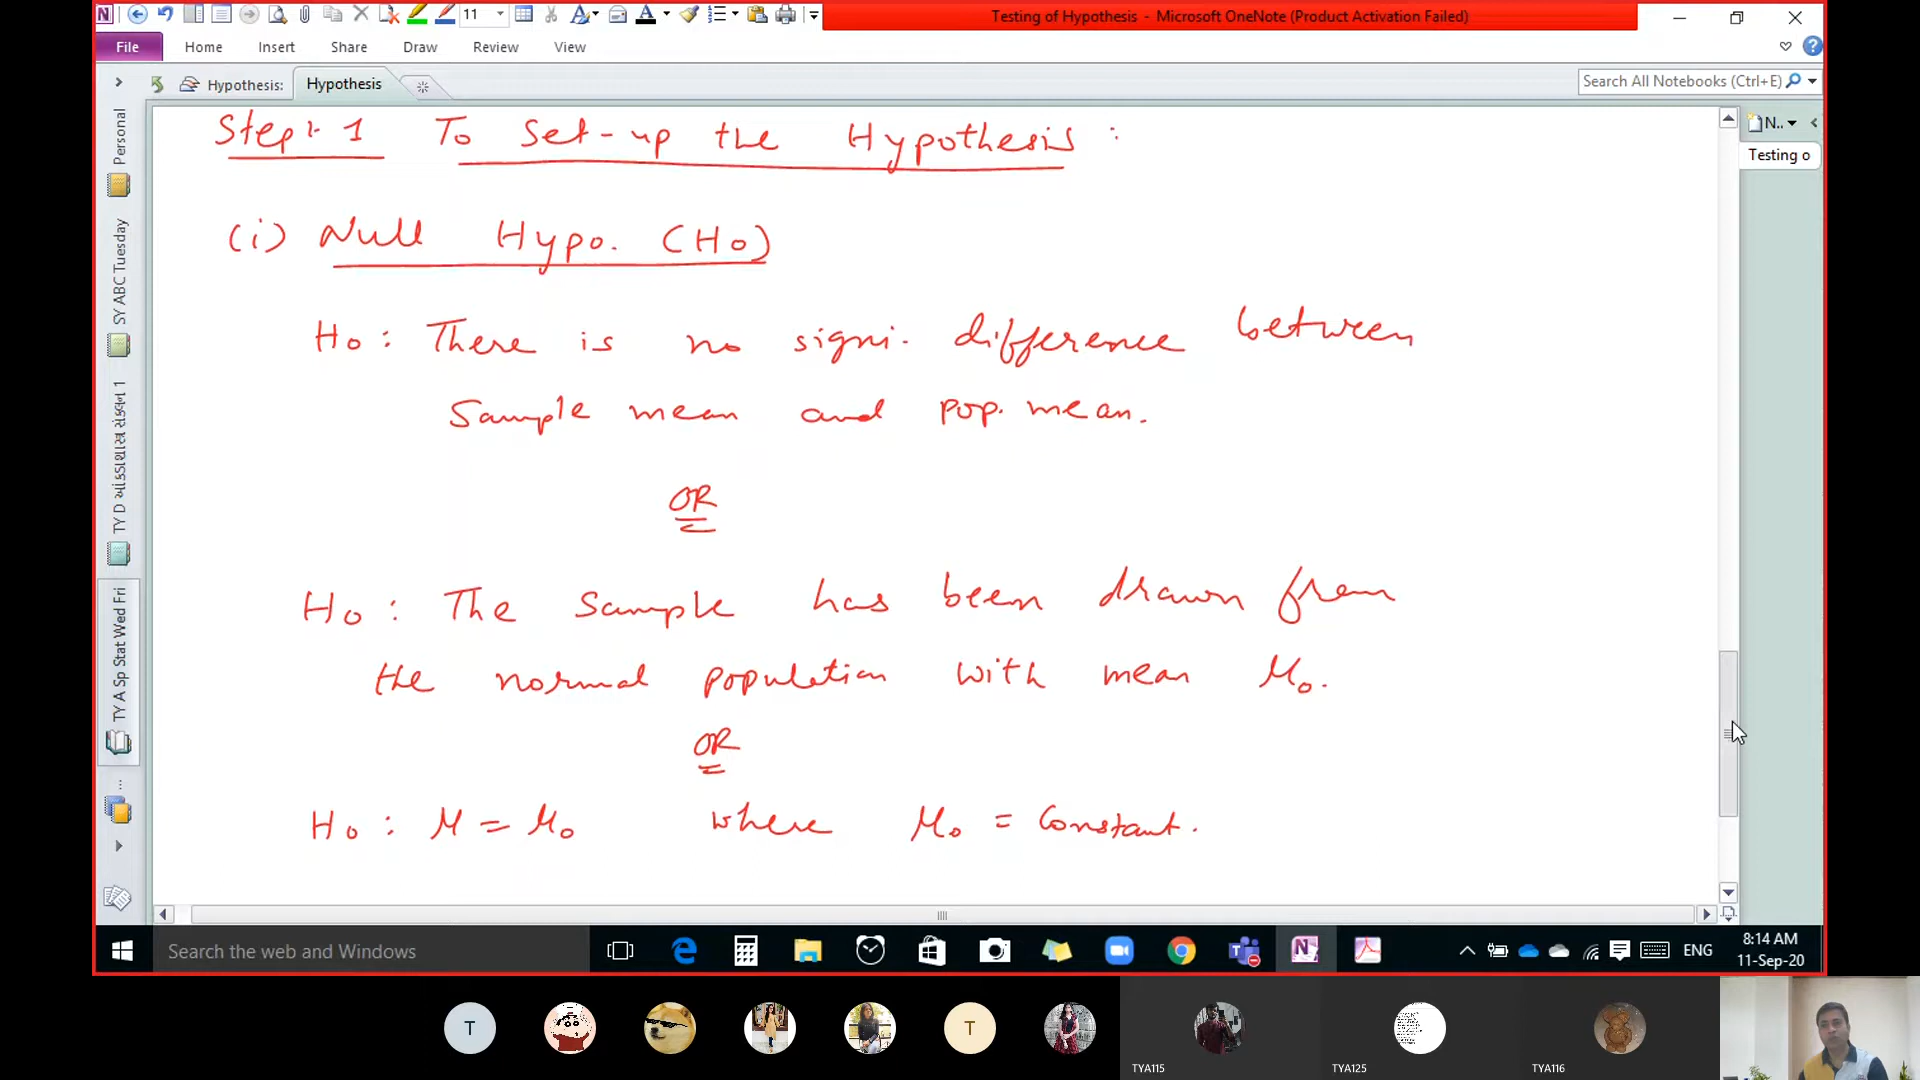 11
Testing of Hypothesis - Microsoft OneNote (Product Activation Failed)
File Home Insert Share Draw Review View
Hypothesis: Hypothesis
Search All Notebooks (Ctrl+E)
N..
Testing o
Personal
SY ABC Tuesday
TY D આંકડાશાસ્ત્ર 1
TY A Sp Stat Wed Fri
Step:- 1 To Set-up the Hypothesis :
(i) Null Hypo. (Ho)
Ho : There is no signi. difference between
Sample mean and pop. mean.
OR
Ho : The Sample has been drawn from
the normal population with mean μo.
OR
Ho : μ = μo where μo = Constant.
Search the web and Windows
ENG
8:14 AM
11-Sep-20
T
T
TYA115
TYA125
TYA116